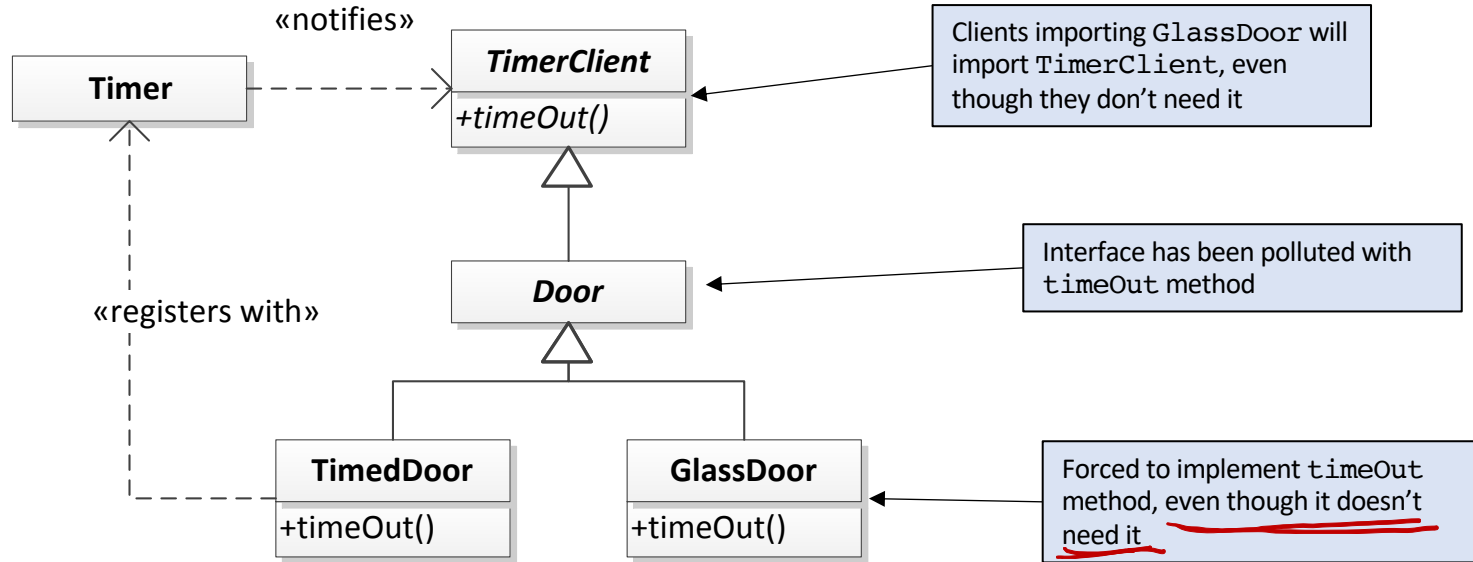 «notifies»
TimerClient
+timeOut()
Timer
Clients importing GlassDoor will
import TimerClient, even
though they don't need it
Door
Interface has been polluted with
timeOut method
«registers with»
TimedDoor
+timeOut()
GlassDoor
+timeOut()
Forced to implement timeOut
method, even though it doesn't
need it